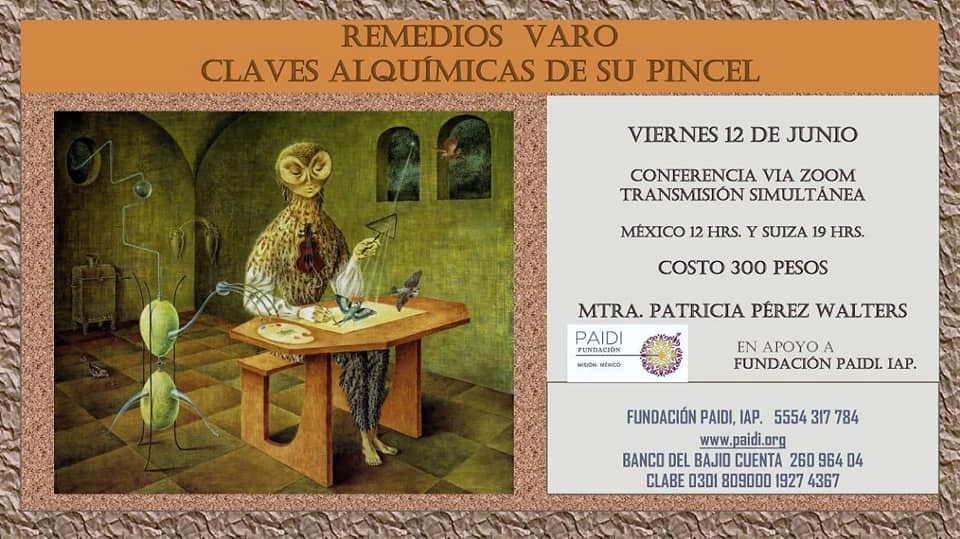 REMEDIOS VARO
CLAVES ALQUÍMICAS DE SU PINCEL
VIERNES 12 DE JUNIO
CONFERENCIA VIA ZOOM
TRANSMISIÓN SIMULTÁNEA
MÉXICO 12 HRS. Y SUIZA 19 HRS.
COSTO 300 PESOS
MTRA. PATRICIA PÉREZ WALTERS
PAIDI
FUNDACIÓN
MISIÓN: MÉXICO
EN APOYO A
FUNDACIÓN PAIDI. IAP.
FUNDACIÓN PAIDI, IAP. 5554 317 784
www.paidi.org
BANCO DEL BAJIO CUENTA 260 964 04
CLABE 0301 809000 1927 4367